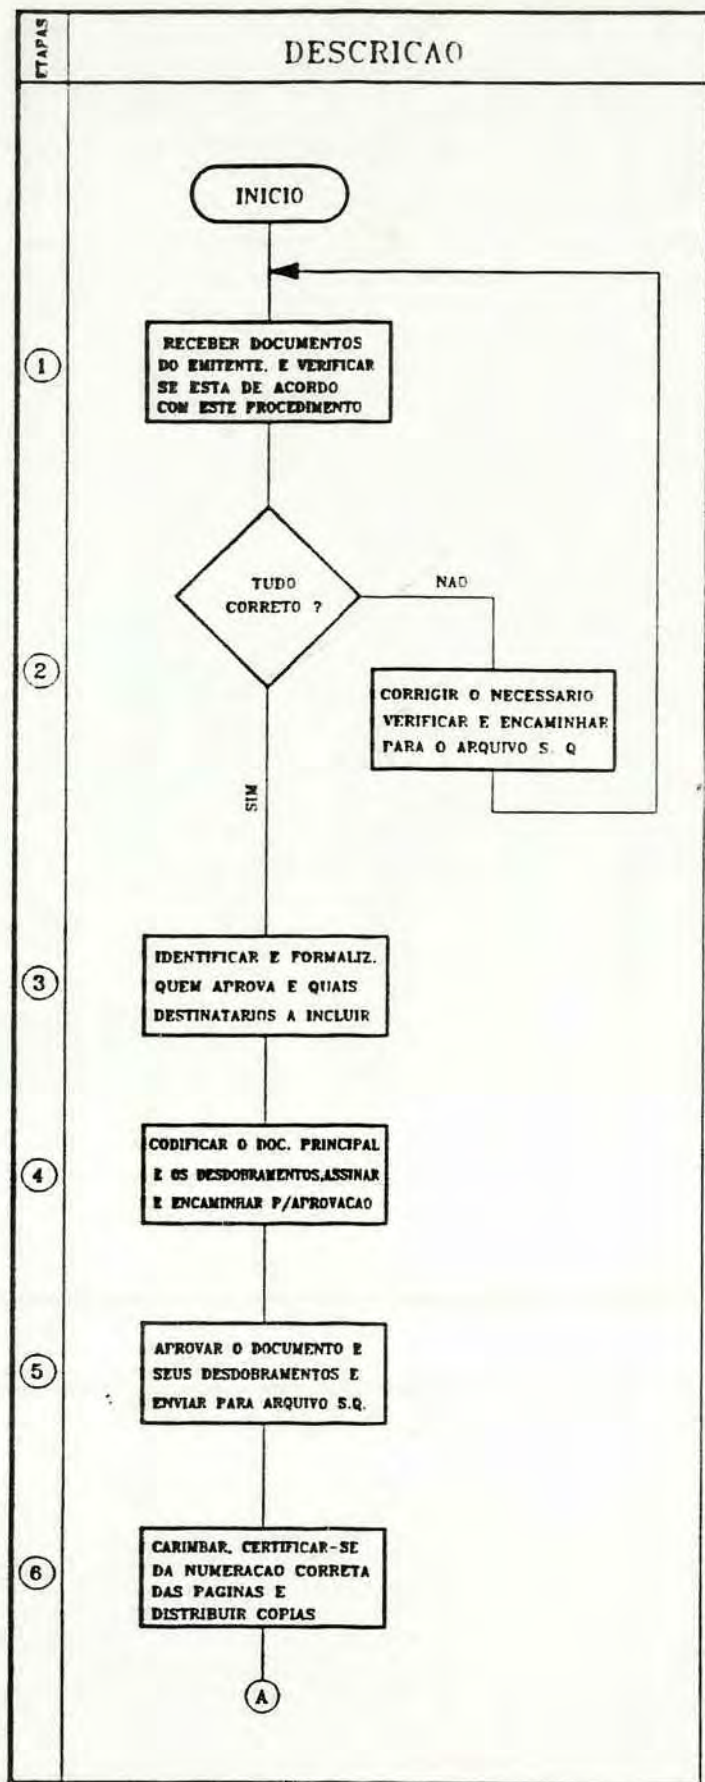 ETAPAS
DESCRICAO
INICIO
1
RECEBER DOCUMENTOS
DO EMITENTE. E VERIFICAR
SE ESTA DE ACORDO
COM ESTE PROCEDIMENTO
TUDO
CORRETO ?
NAO
2
CORRIGIR O NECESSARIO
VERIFICAR E ENCAMINHAR
PARA O ARQUIVO S. Q
SIM
3
IDENTIFICAR E FORMALIZ.
QUEM APROVA E QUAIS
DESTINATARIOS A INCLUIR
4
CODIFICAR O DOC. PRINCIPAL
E OS DESDOBRAMENTOS,ASSINAR
E ENCAMINHAR P/APROVACAO
5
APROVAR O DOCUMENTO E
SEUS DESDOBRAMENTOS E
ENVIAR PARA ARQUIVO S.Q.
6
CARIMBAR, CERTIFICAR-SE
DA NUMERACAO CORRETA
DAS PAGINAS E
DISTRIBUIR COPIAS
A